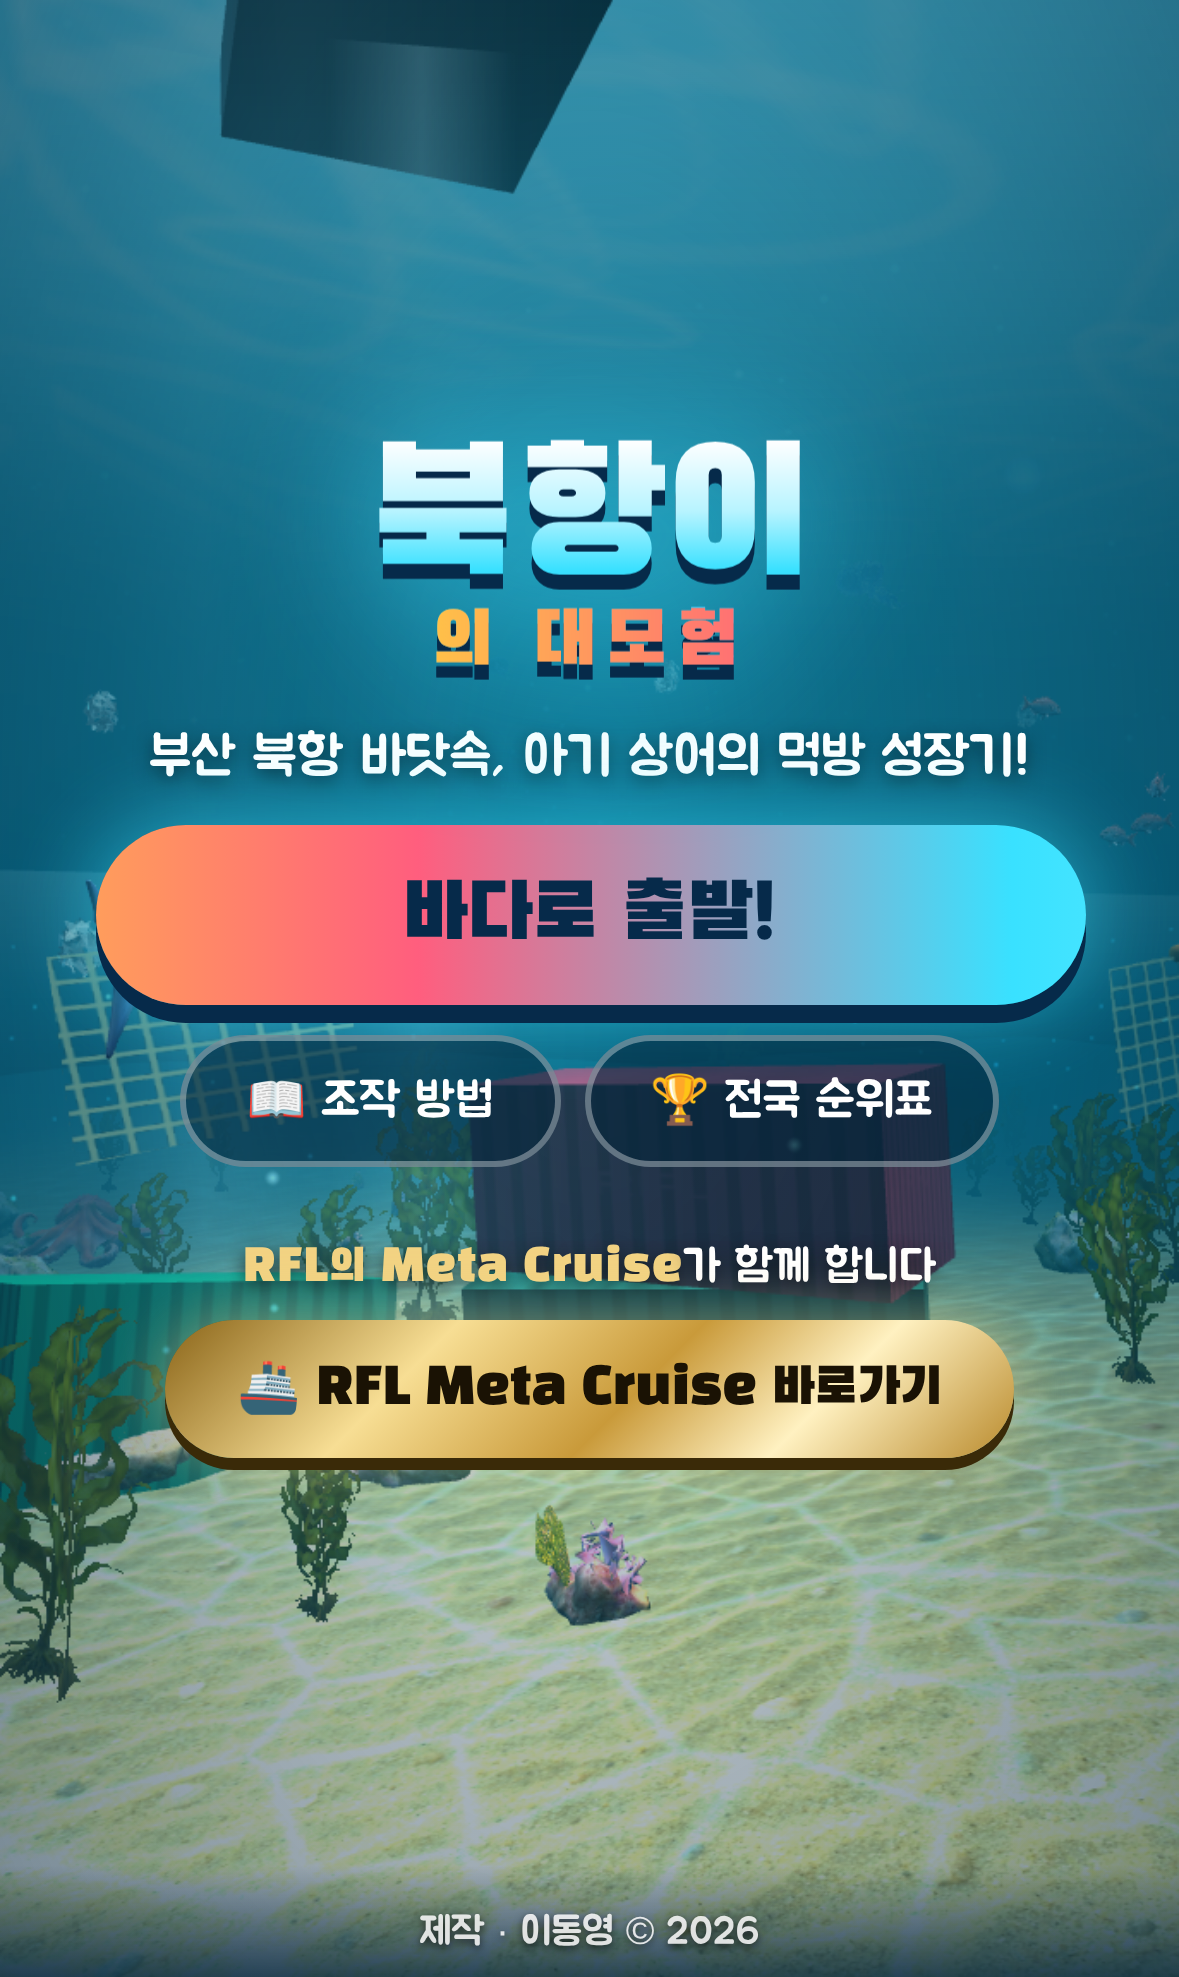 북항이
의 대모험
부산 북항 바닷속, 아기 상어의 먹방 성장기!
바다로 출발!
📖 조작 방법
🏆 전국 순위표
RFL의 Meta Cruise가 함께 합니다
🚢 RFL Meta Cruise 바로가기
제작 · 이동영 © 2026